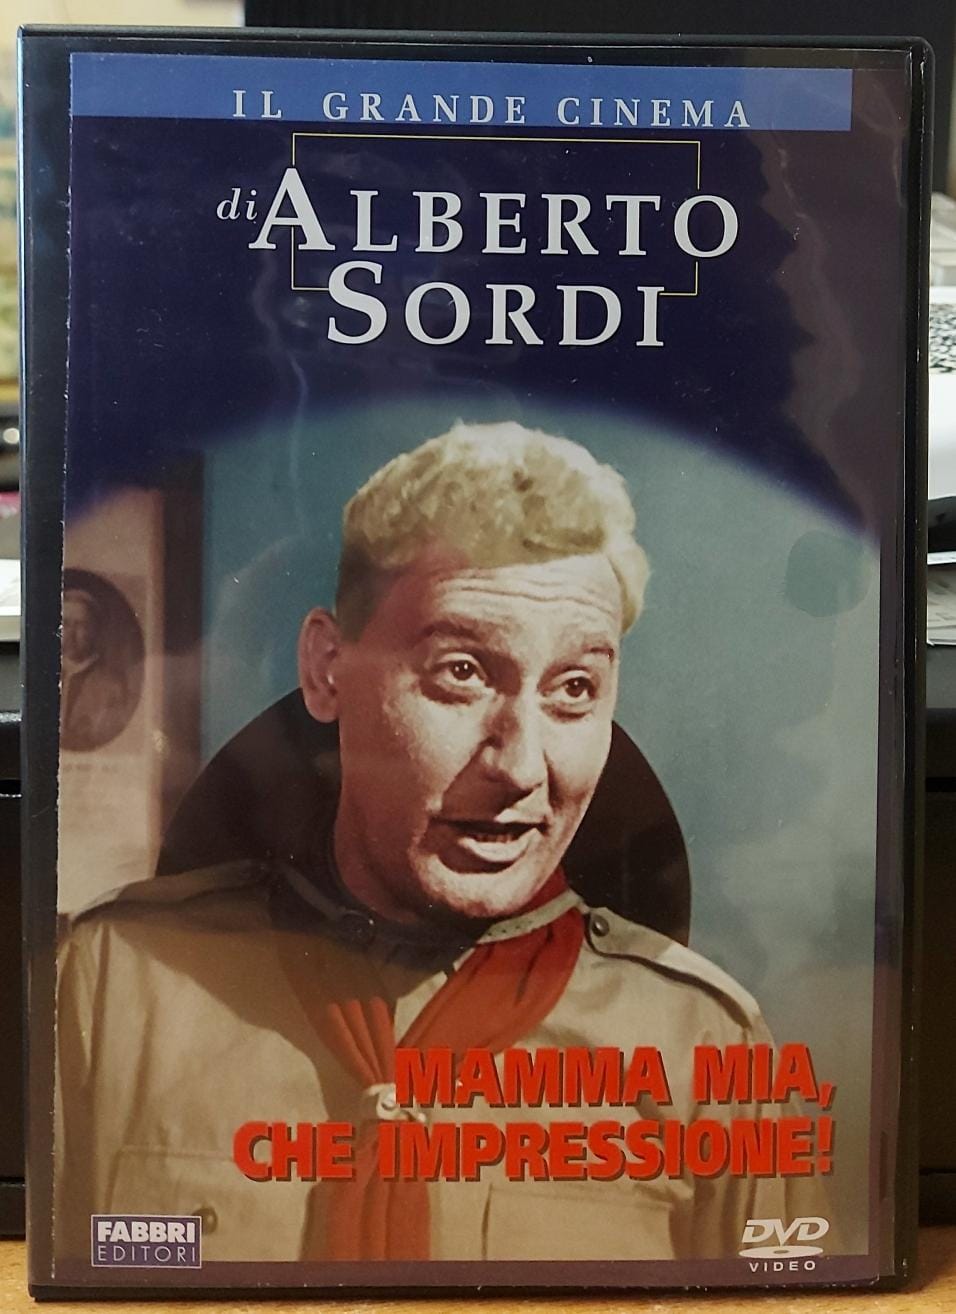 IL GRANDE CINEMA
di ALBERTO
SORDI
MAMMA MIA,
CHE IMPRESSIONE!
FABBRI
EDITORI
DVD
VIDEO